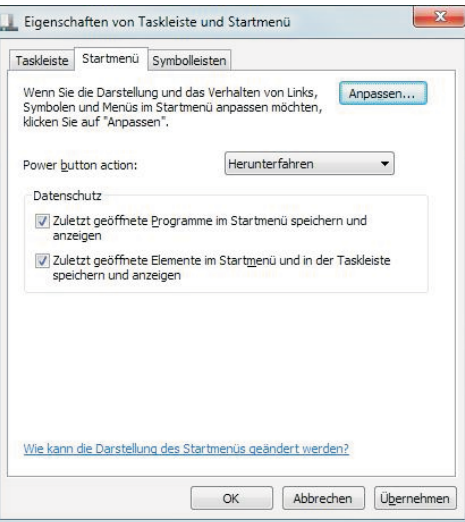 Eigenschaften von Taskleiste und Startmenü
Taskleiste Startmenü Symbolleisten
Wenn Sie die Darstellung und das Verhalten von Links,
Symbolen und Menüs im Startmenü anpassen möchten,
klicken Sie auf "Anpassen".
Anpassen...
Power button action:
Herunterfahren
Datenschutz
Zuletzt geöffnete Programme im Startmenü speichern und
anzeigen
Zuletzt geöffnete Elemente im Startmenü und in der Taskleiste
speichern und anzeigen
Wie kann die Darstellung des Startmenüs geändert werden?
OK Abbrechen Übernehmen